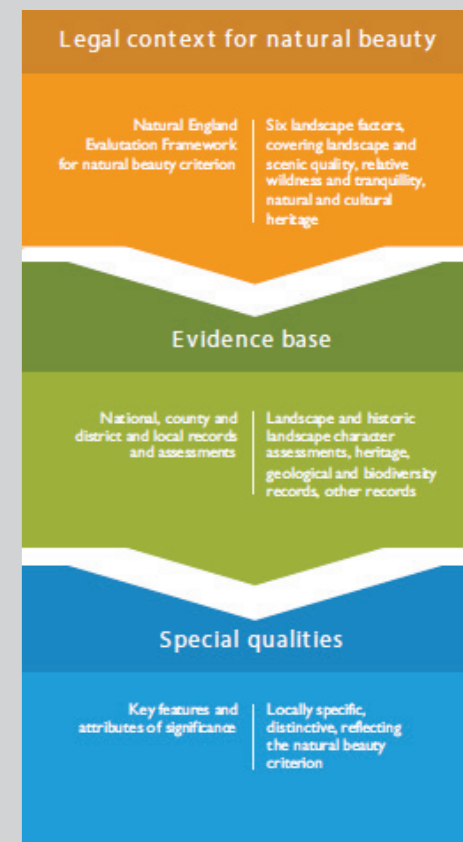 Legal context for natural beauty
Natural England
Evalutation Framework
for natural beauty criterion
Six landscape factors,
covering landscape and
scenic quality, relative
wildness and tranquillity,
natural and cultural
heritage
Evidence base
National, county and
district and local records
and assessments
Landscape and historic
landscape character
assessments, heritage,
geological and biodiversity
records, other records
Special qualities
Key features and
attributes of significance
Locally specific,
distinctive, reflecting
the natural beauty
criterion